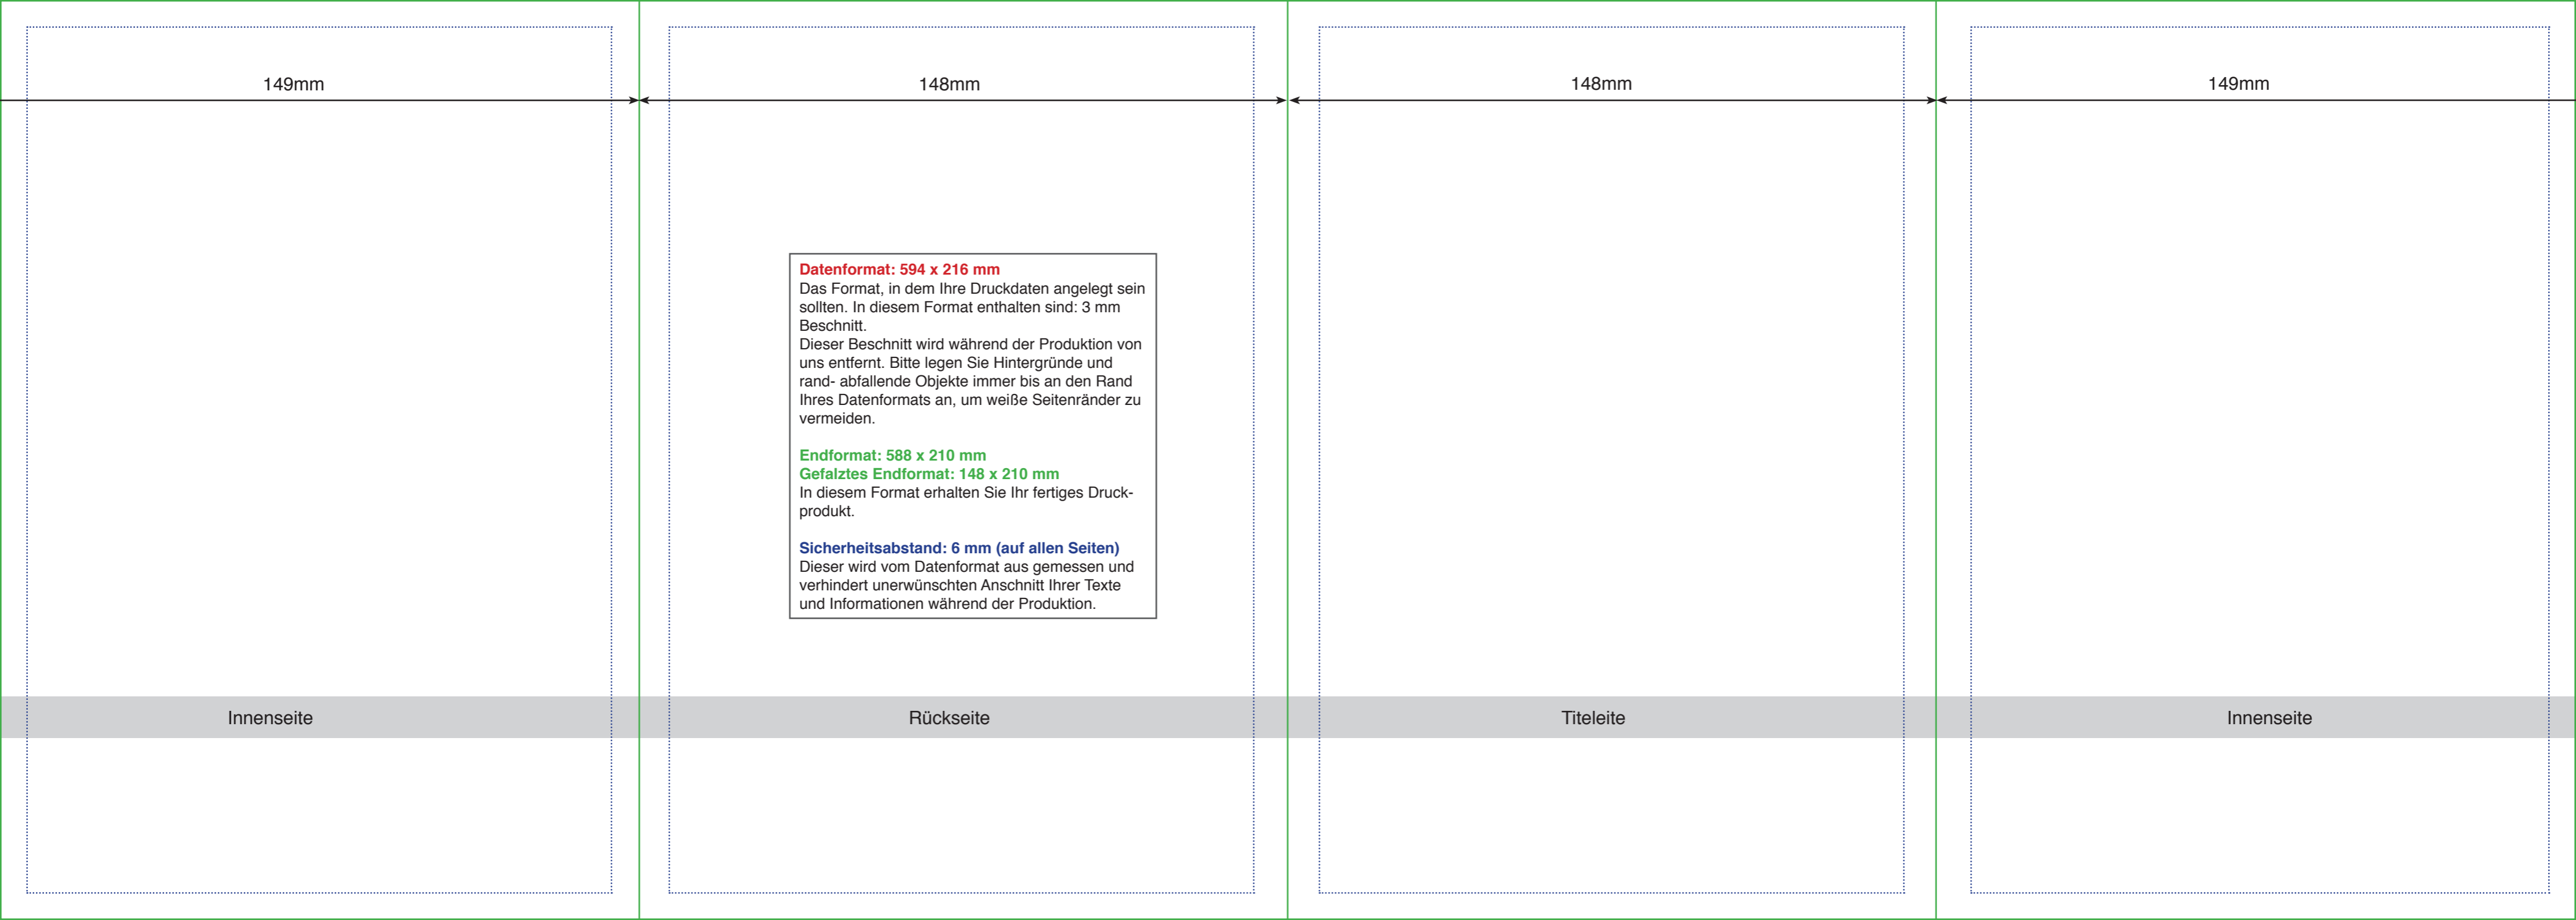 149mm
148mm
148mm
149mm
Datenformat: 594 x 216 mm
Das Format, in dem Ihre Druckdaten angelegt sein
sollten. In diesem Format enthalten sind: 3 mm
Beschnitt.
Dieser Beschnitt wird während der Produktion von
uns entfernt. Bitte legen Sie Hintergründe und
rand- abfallende Objekte immer bis an den Rand
Ihres Datenformats an, um weiße Seitenränder zu
vermeiden.
Endformat: 588 x 210 mm
Gefalztes Endformat: 148 x 210 mm
In diesem Format erhalten Sie Ihr fertiges Druck-
produkt.
Sicherheitsabstand: 6 mm (auf allen Seiten)
Dieser wird vom Datenformat aus gemessen und
verhindert unerwünschten Anschnitt Ihrer Texte
und Informationen während der Produktion.
Innenseite
Rückseite
Titeleite
Innenseite